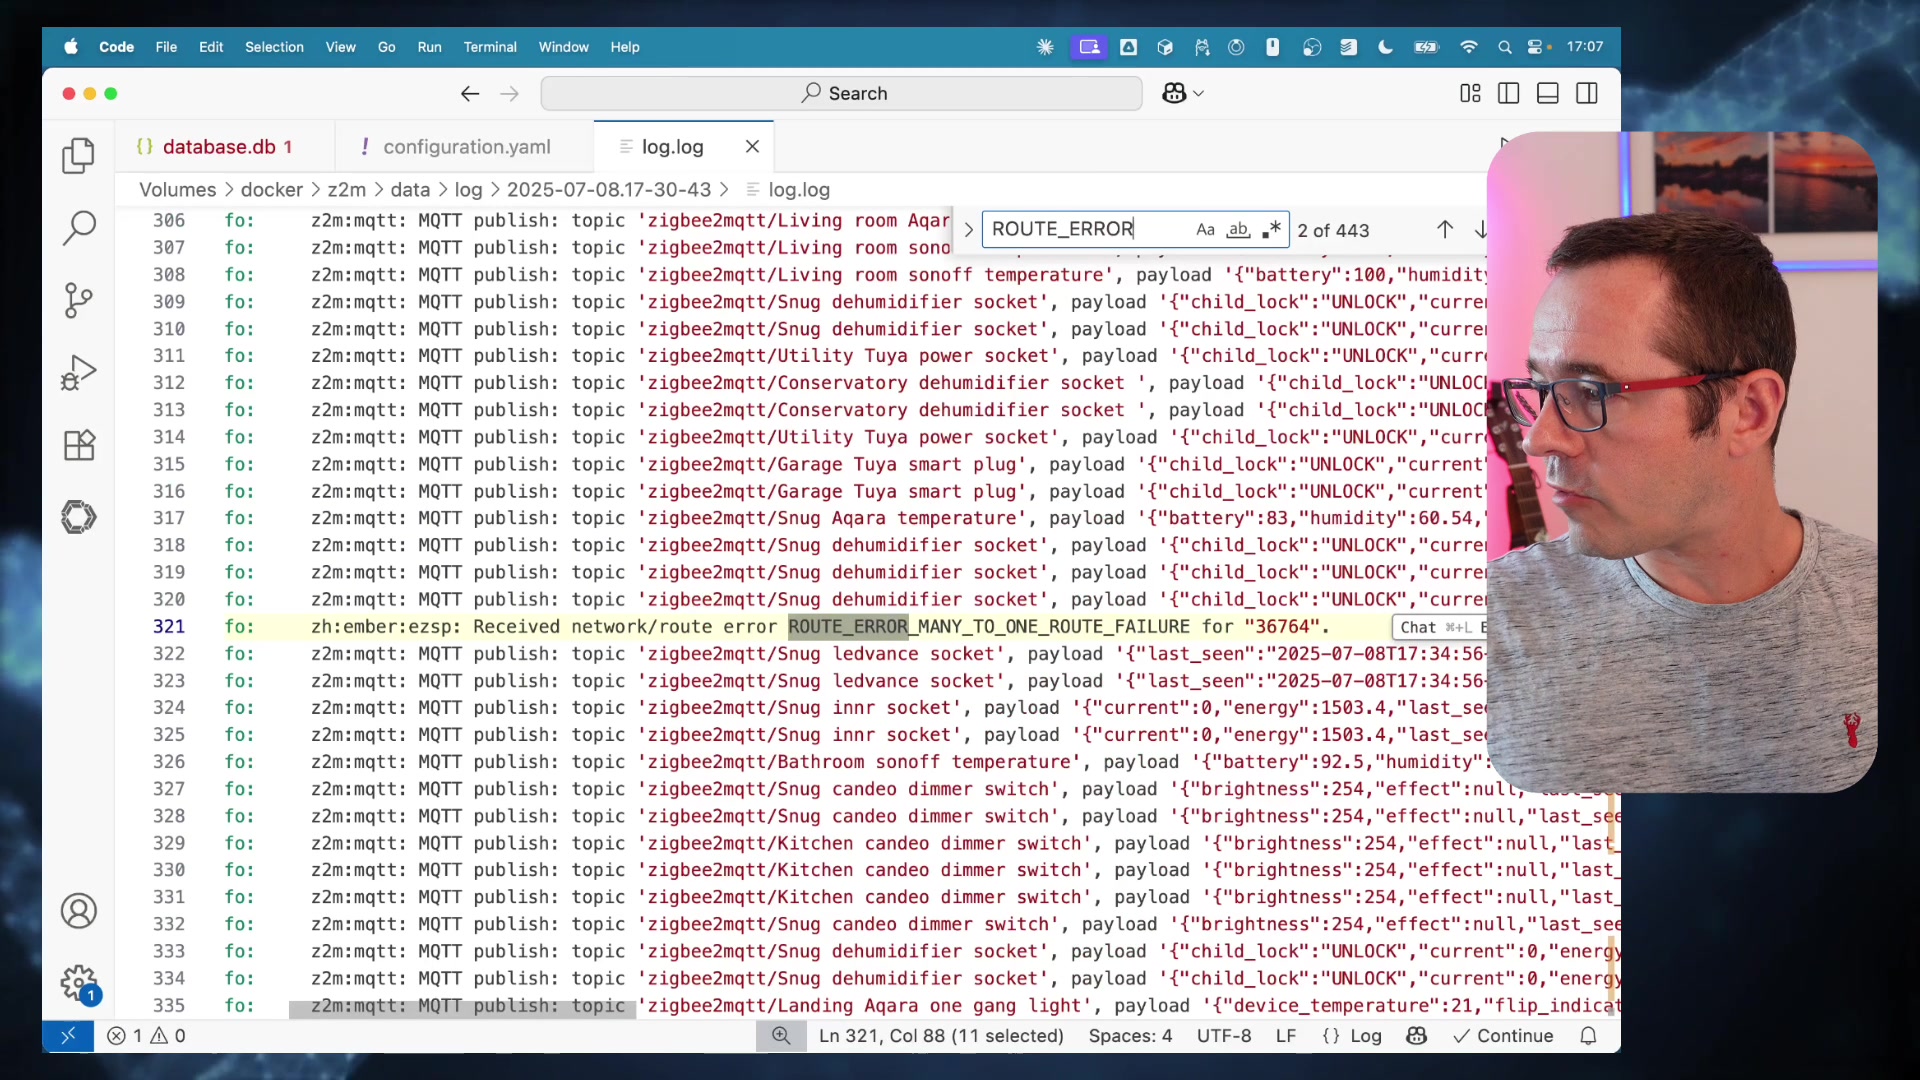 Code File Edit Selection View Go Run Terminal Window Help 17:07
Search
database.db 1
configuration.yaml
log.log
Volumes > docker > z2m > data > log > 2025-07-08.17-30-43 > log.log
ROUTE_ERROR Aa ab 2 of 443
306 fo: z2m:mqtt: MQTT publish: topic 'zigbee2mqtt/Living room Aqar
307 fo: z2m:mqtt: MQTT publish: topic 'zigbee2mqtt/Living room sono
308 fo: z2m:mqtt: MQTT publish: topic 'zigbee2mqtt/Living room sonoff temperature', payload '{"battery":100,"humidity
309 fo: z2m:mqtt: MQTT publish: topic 'zigbee2mqtt/Snug dehumidifier socket', payload '{"child_lock":"UNLOCK","curre
310 fo: z2m:mqtt: MQTT publish: topic 'zigbee2mqtt/Snug dehumidifier socket', payload '{"child_lock":"UNLOCK","curre
311 fo: z2m:mqtt: MQTT publish: topic 'zigbee2mqtt/Utility Tuya power socket', payload '{"child_lock":"UNLOCK","curre
312 fo: z2m:mqtt: MQTT publish: topic 'zigbee2mqtt/Conservatory dehumidifier socket ', payload '{"child_lock":"UNLOCK
313 fo: z2m:mqtt: MQTT publish: topic 'zigbee2mqtt/Conservatory dehumidifier socket ', payload '{"child_lock":"UNLOC
314 fo: z2m:mqtt: MQTT publish: topic 'zigbee2mqtt/Utility Tuya power socket', payload '{"child_lock":"UNLOCK","curre
315 fo: z2m:mqtt: MQTT publish: topic 'zigbee2mqtt/Garage Tuya smart plug', payload '{"child_lock":"UNLOCK","current"
316 fo: z2m:mqtt: MQTT publish: topic 'zigbee2mqtt/Garage Tuya smart plug', payload '{"child_lock":"UNLOCK","current"
317 fo: z2m:mqtt: MQTT publish: topic 'zigbee2mqtt/Snug Aqara temperature', payload '{"battery":83,"humidity":60.54,"
318 fo: z2m:mqtt: MQTT publish: topic 'zigbee2mqtt/Snug dehumidifier socket', payload '{"child_lock":"UNLOCK","curre
319 fo: z2m:mqtt: MQTT publish: topic 'zigbee2mqtt/Snug dehumidifier socket', payload '{"child_lock":"UNLOCK","curre
320 fo: z2m:mqtt: MQTT publish: topic 'zigbee2mqtt/Snug dehumidifier socket', payload '{"child_lock":"UNLOCK","curre
321 fo: zh:ember:ezsp: Received network/route error ROUTE_ERROR_MANY_TO_ONE_ROUTE_FAILURE for "36764". Chat ⌘+L E
322 fo: z2m:mqtt: MQTT publish: topic 'zigbee2mqtt/Snug ledvance socket', payload '{"last_seen":"2025-07-08T17:34:56
323 fo: z2m:mqtt: MQTT publish: topic 'zigbee2mqtt/Snug ledvance socket', payload '{"last_seen":"2025-07-08T17:34:56
324 fo: z2m:mqtt: MQTT publish: topic 'zigbee2mqtt/Snug innr socket', payload '{"current":0,"energy":1503.4,"last_se
325 fo: z2m:mqtt: MQTT publish: topic 'zigbee2mqtt/Snug innr socket', payload '{"current":0,"energy":1503.4,"last_se
326 fo: z2m:mqtt: MQTT publish: topic 'zigbee2mqtt/Bathroom sonoff temperature', payload '{"battery":92.5,"humidity":
327 fo: z2m:mqtt: MQTT publish: topic 'zigbee2mqtt/Snug candeo dimmer switch', payload '{"brightness":254,"effect":null,"last_see
328 fo: z2m:mqtt: MQTT publish: topic 'zigbee2mqtt/Snug candeo dimmer switch', payload '{"brightness":254,"effect":null,"last_see
329 fo: z2m:mqtt: MQTT publish: topic 'zigbee2mqtt/Kitchen candeo dimmer switch', payload '{"brightness":254,"effect":null,"last_
330 fo: z2m:mqtt: MQTT publish: topic 'zigbee2mqtt/Kitchen candeo dimmer switch', payload '{"brightness":254,"effect":null,"last_
331 fo: z2m:mqtt: MQTT publish: topic 'zigbee2mqtt/Kitchen candeo dimmer switch', payload '{"brightness":254,"effect":null,"last_
332 fo: z2m:mqtt: MQTT publish: topic 'zigbee2mqtt/Snug candeo dimmer switch', payload '{"brightness":254,"effect":null,"last_see
333 fo: z2m:mqtt: MQTT publish: topic 'zigbee2mqtt/Snug dehumidifier socket', payload '{"child_lock":"UNLOCK","current":0,"energy
334 fo: z2m:mqtt: MQTT publish: topic 'zigbee2mqtt/Snug dehumidifier socket', payload '{"child_lock":"UNLOCK","current":0,"energy
335 fo: z2m:mqtt: MQTT publish: topic 'zigbee2mqtt/Landing Aqara one gang light', payload '{"device_temperature":21,"flip_indicat
1
1 0 Ln 321, Col 88 (11 selected) Spaces: 4 UTF-8 LF {} Log Continue